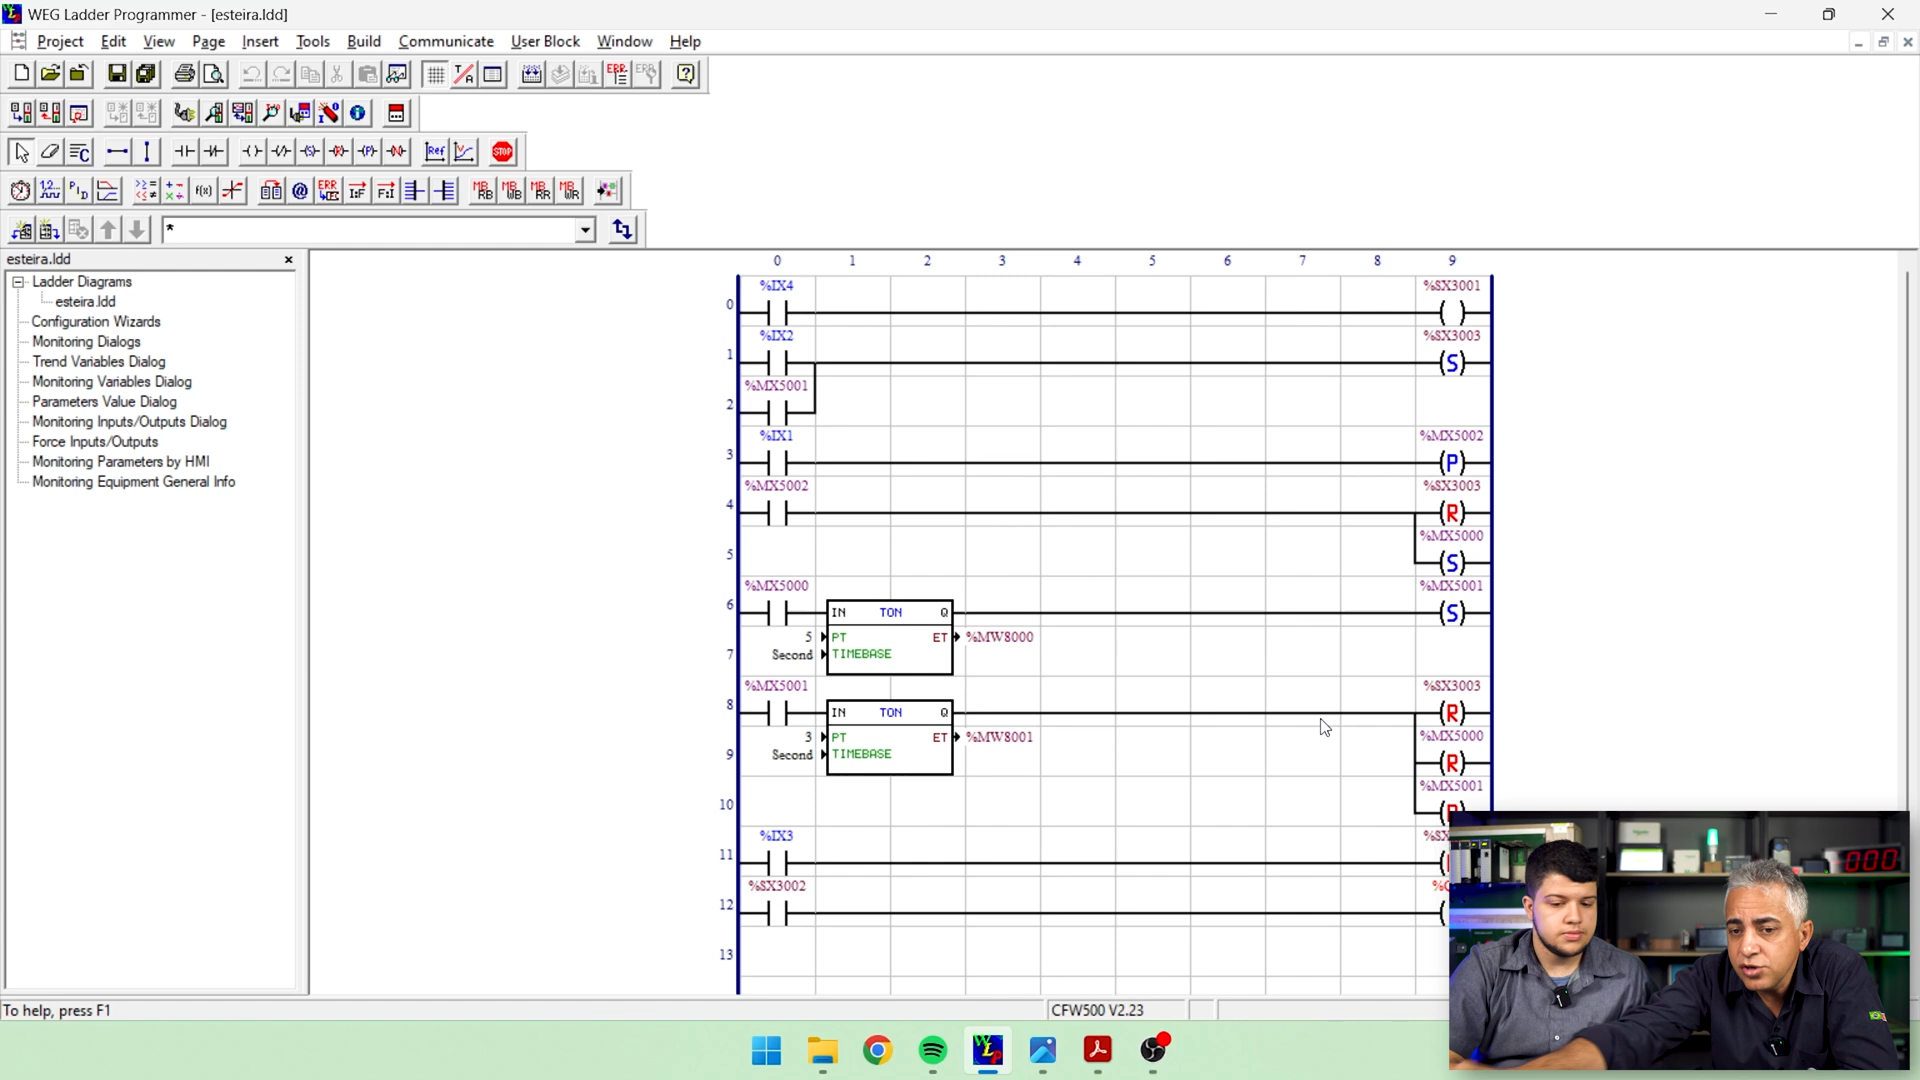 WEG Ladder Programmer - [esteira.ldd]
Project Edit View Page Insert Tools Build Communicate User Block Window Help
*
esteira.ldd
Ladder Diagrams
esteira.ldd
Configuration Wizards
Monitoring Dialogs
Trend Variables Dialog
Monitoring Variables Dialog
Parameters Value Dialog
Monitoring Inputs/Outputs Dialog
Force Inputs/Outputs
Monitoring Parameters by HMI
Monitoring Equipment General Info
0 1 2 3 4 5 6 7 8 9
%IX4 %SX3001
0
%IX2 %SX3003
1 (S)
%MX5001
2
%IX1 %MX5002
3 (P)
%MX5002 %SX3003
4 (R)
%MX5000
5 (S)
%MX5000 %MX5001
6 IN TON Q (S)
5 PT ET %MW8000
7 Second TIMEBASE
%MX5001 %SX3003
8 IN TON Q (R)
3 PT ET %MW8001 %MX5000
9 Second TIMEBASE (R)
%MX5001
10
%IX3
11
%SX3002
12
13
To help, press F1
CFW500 V2.23